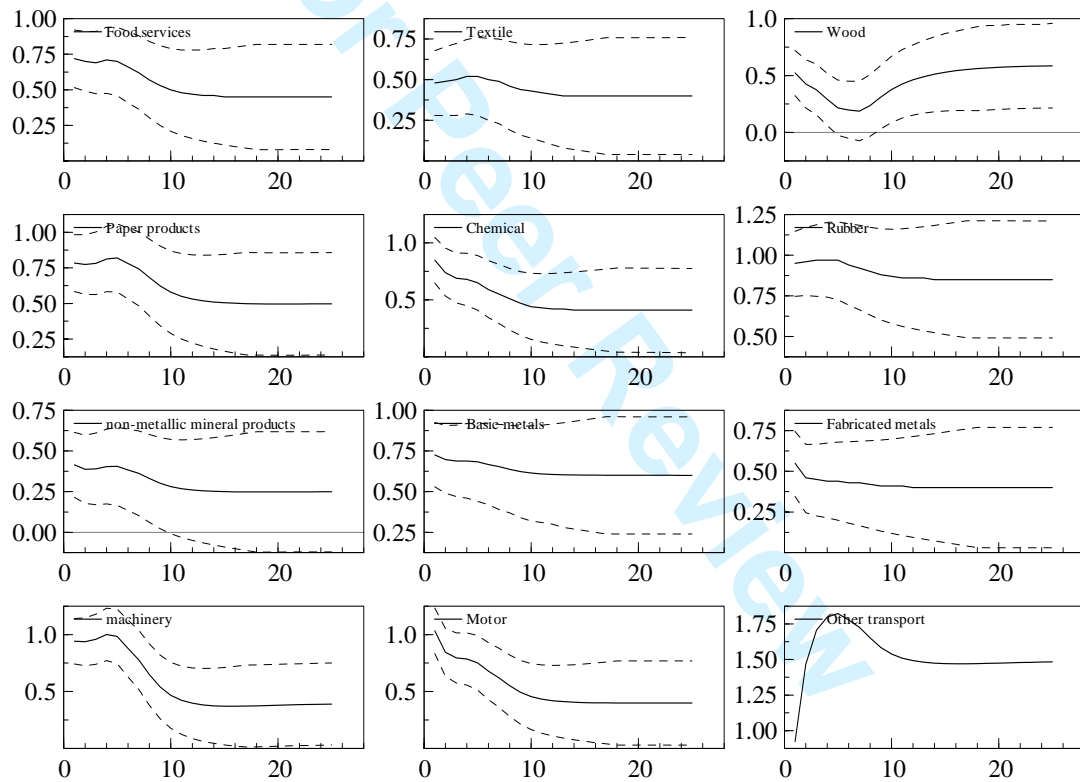 1.00
0.75
0.50
0.25
Food services
0 10 20
0.75
0.50
0.25
Textile
0 10 20
1.0
0.5
0.0
Wood
0 10 20
1.00
0.75
0.50
0.25
Paper products
0 10 20
1.0
0.5
Chemical
0 10 20
1.25
1.00
0.75
0.50
Rubber
0 10 20
0.75
0.50
0.25
0.00
non-metallic mineral products
0 10 20
1.00
0.75
0.50
0.25
Basic metals
0 10 20
0.75
0.50
0.25
Fabricated metals
0 10 20
1.0
0.5
machinery
0 10 20
1.0
0.5
Motor
0 10 20
1.75
1.50
1.25
1.00
Other transport
0 10 20
Peer Review